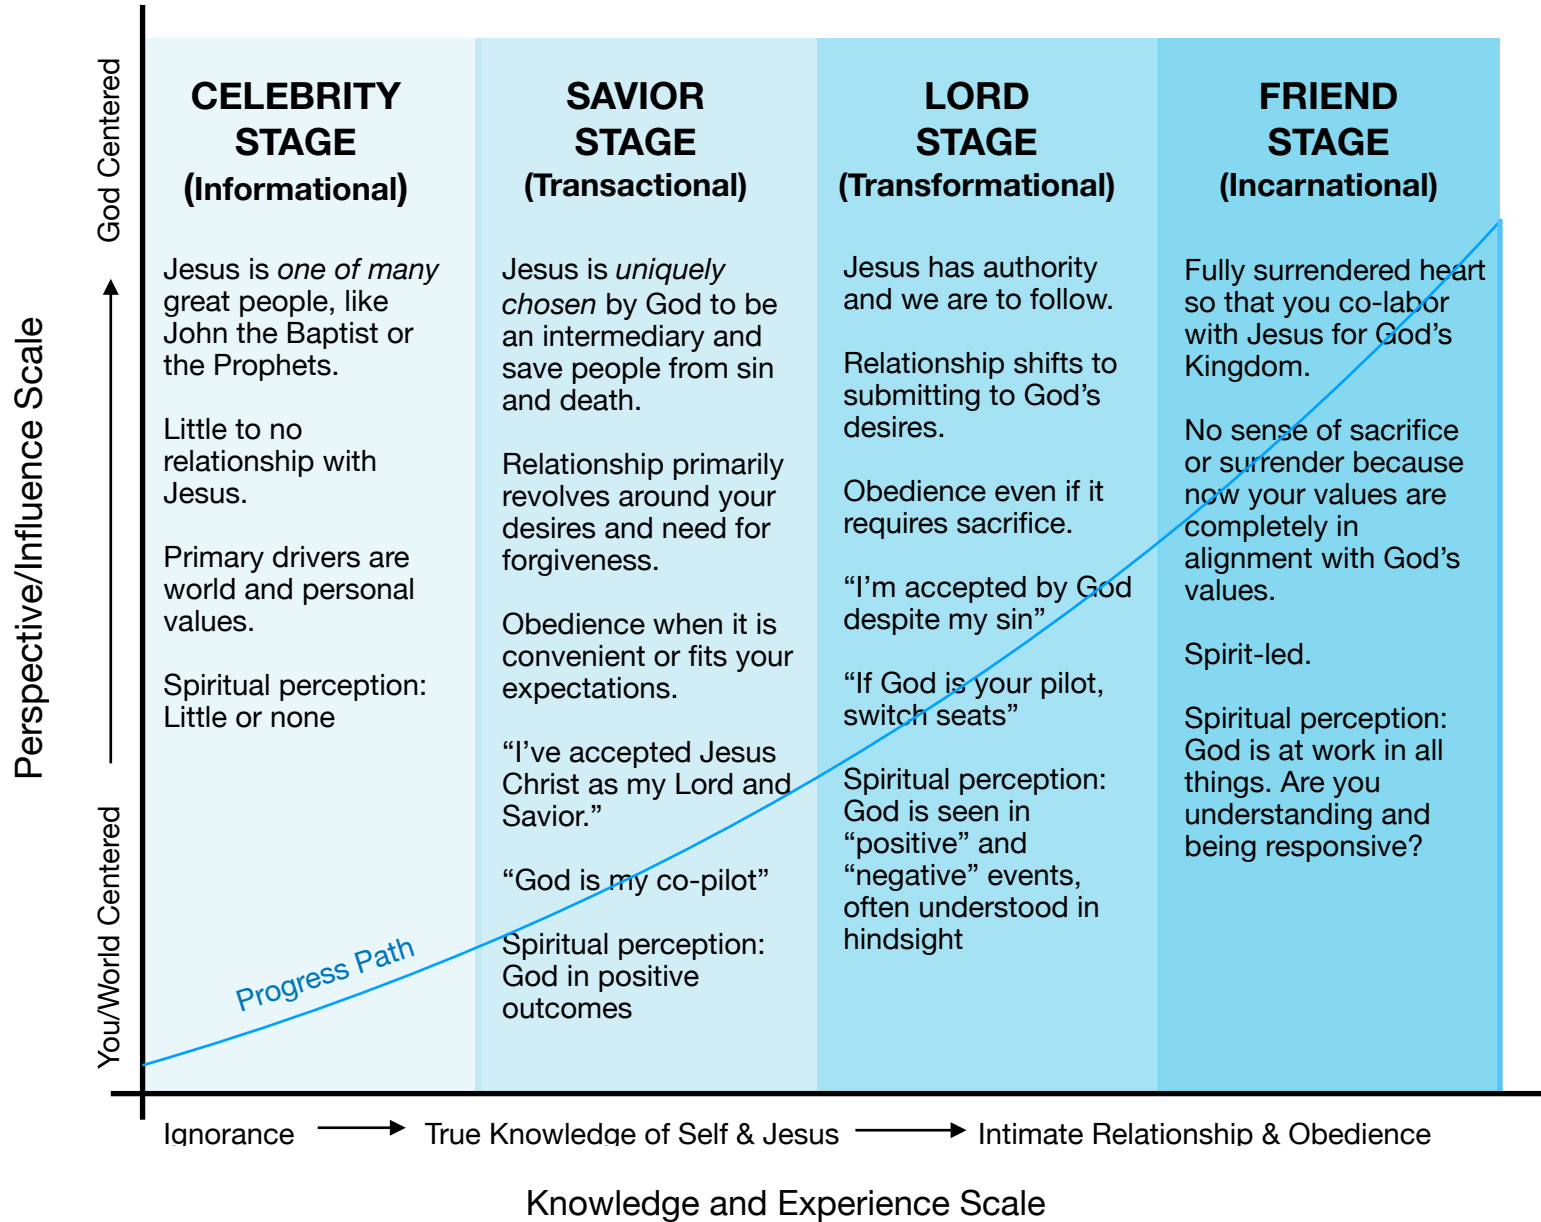 CELEBRITY
STAGE
(Informational)
Jesus is one of many
great people, like
John the Baptist or
the Prophets.
Little to no
relationship with
Jesus.
Primary drivers are
world and personal
values.
Spiritual perception:
Little or none
SAVIOR
STAGE
(Transactional)
Jesus is uniquely
chosen by God to be
an intermediary and
save people from sin
and death.
Relationship primarily
revolves around your
desires and need for
forgiveness.
Obedience when it is
convenient or fits your
expectations.
“I’ve accepted Jesus
Christ as my Lord and
Savior.”
“God is my co-pilot”
Spiritual perception:
God in positive
outcomes
LORD
STAGE
(Transformational)
Jesus has authority
and we are to follow.
Relationship shifts to
submitting to God’s
desires.
Obedience even if it
requires sacrifice.
“I’m accepted by God
despite my sin”
“If God is your pilot,
switch seats”
Spiritual perception:
God is seen in
“positive” and
“negative” events,
often understood in
hindsight
FRIEND
STAGE
(Incarnational)
Fully surrendered heart
so that you co-labor
with Jesus for God’s
Kingdom.
No sense of sacrifice
or surrender because
now your values are
completely in
alignment with God’s
values.
Spirit-led.
Spiritual perception:
God is at work in all
things. Are you
understanding and
being responsive?
Progress Path
Perspective/Influence Scale
God Centered
You/World Centered
Ignorance
True Knowledge of Self & Jesus
Intimate Relationship & Obedience
Knowledge and Experience Scale